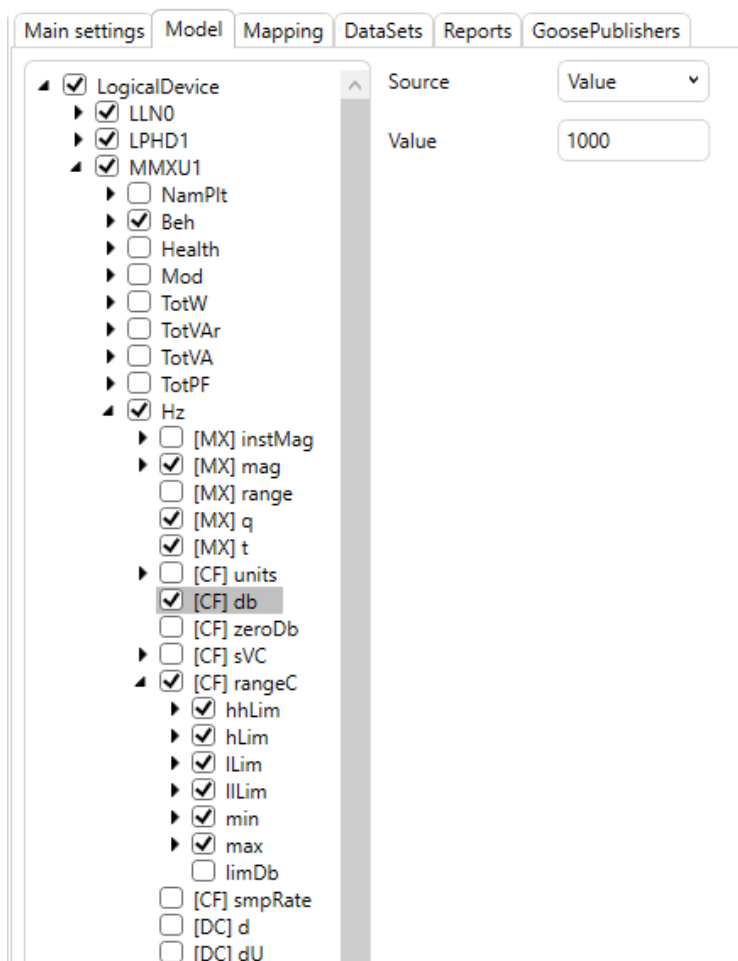 Main settings Model Mapping DataSets Reports GoosePublishers
LogicalDevice
LLN0
LPHD1
MMXU1
NamPlt
Beh
Health
Mod
TotW
TotVAr
TotVA
TotPF
Hz
[MX] instMag
[MX] mag
[MX] range
[MX] q
[MX] t
[CF] units
[CF] db
[CF] zeroDb
[CF] sVC
[CF] rangeC
hhLim
hLim
lLim
llLim
min
max
limDb
[CF] smpRate
[DC] d
[DC] dU
Source Value
Value 1000